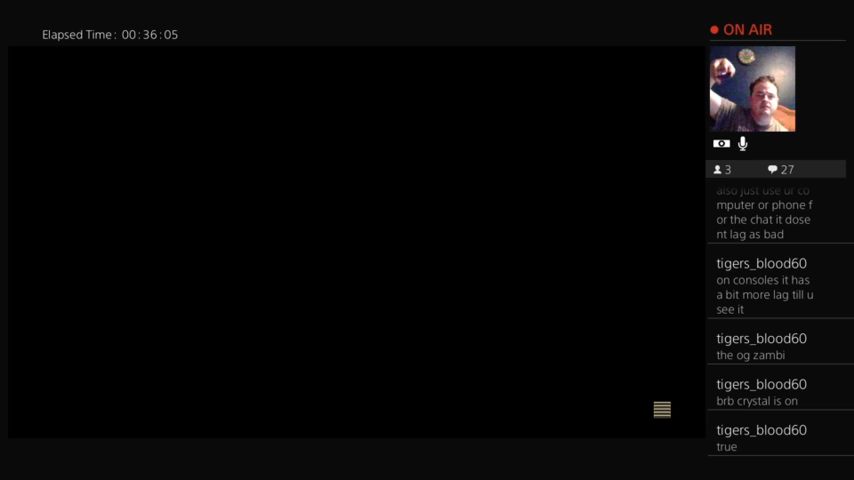 Elapsed Time: 00:36:05
ON AIR
3 27
also just use ur co
mputer or phone f
or the chat it dose
nt lag as bad
tigers_blood60
on consoles it has
a bit more lag till u
see it
tigers_blood60
the og zambi
tigers_blood60
brb crystal is on
tigers_blood60
true